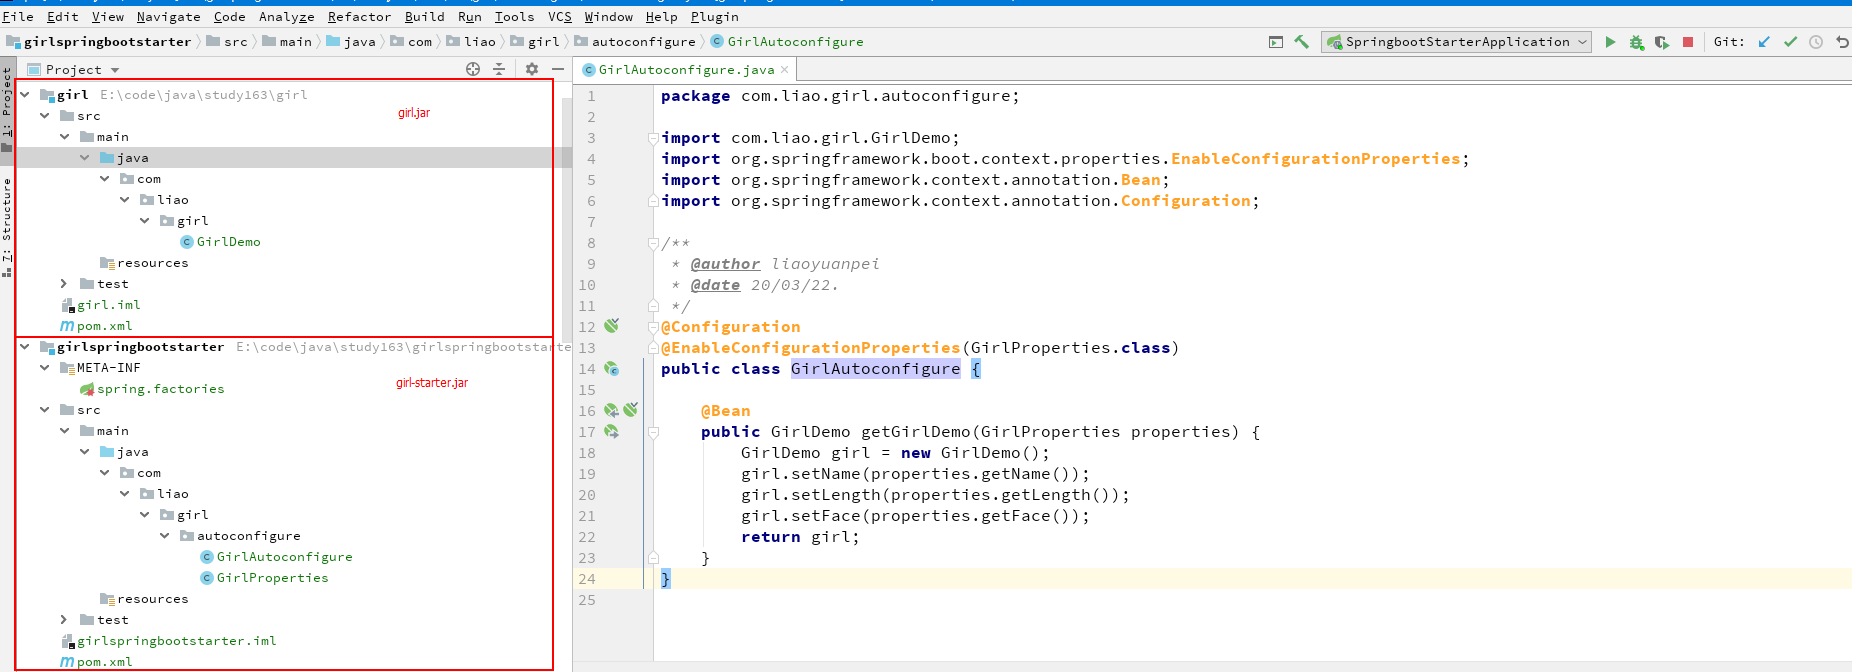 File Edit View Navigate Code Analyze Refactor Build Run Tools VCS Window Help Plugin
girlspringbootstarter src main java com liao girl autoconfigure GirlAutoconfigure SpringbootStarterApplication Git:
1: Project
7: Structure
Project
girl E:\code\java\study163\girl
girl.jar
src
main
java
com
liao
girl
GirlDemo
resources
test
girl.iml
pom.xml
girlspringbootstarter E:\code\java\study163\girlspringbootstarte
META-INF
girl-starter.jar
spring.factories
src
main
java
com
liao
girl
autoconfigure
GirlAutoconfigure
GirlProperties
resources
test
girlspringbootstarter.iml
pom.xml
GirlAutoconfigure.java
1 package com.liao.girl.autoconfigure;
2
3 import com.liao.girl.GirlDemo;
4 import org.springframework.boot.context.properties.EnableConfigurationProperties;
5 import org.springframework.context.annotation.Bean;
6 import org.springframework.context.annotation.Configuration;
7
8 /**
9 * @author liaoyuanpei
10 * @date 20/03/22.
11 */
12 @Configuration
13 @EnableConfigurationProperties(GirlProperties.class)
14 public class GirlAutoconfigure {
15
16 @Bean
17 public GirlDemo getGirlDemo(GirlProperties properties) {
18 GirlDemo girl = new GirlDemo();
19 girl.setName(properties.getName());
20 girl.setLength(properties.getLength());
21 girl.setFace(properties.getFace());
22 return girl;
23 }
24 }
25